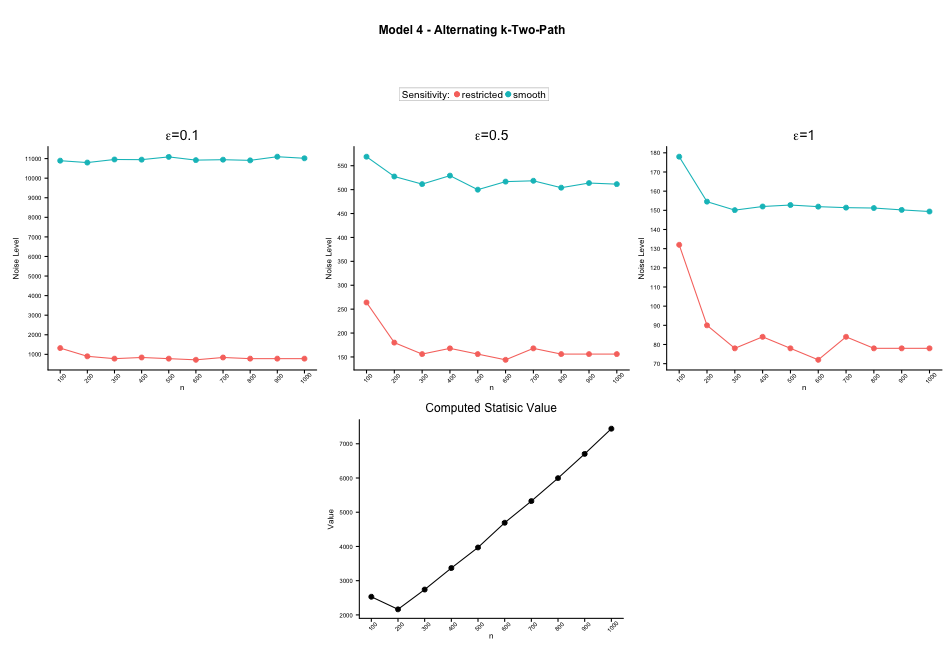 Model 4 - Alternating k-Two-Path
Sensitivity: restricted smooth
ε=0.1
Noise Level
11000
10000
9000
8000
7000
6000
5000
4000
3000
2000
1000
100 200 300 400 500 600 700 800 900 1000
n
ε=0.5
Noise Level
550
500
450
400
350
300
250
200
150
100 200 300 400 500 600 700 800 900 1000
n
ε=1
Noise Level
180
170
160
150
140
130
120
110
100
90
80
70
100 200 300 400 500 600 700 800 900 1000
n
Computed Statisic Value
Value
7000
6000
5000
4000
3000
2000
100 200 300 400 500 600 700 800 900 1000
n